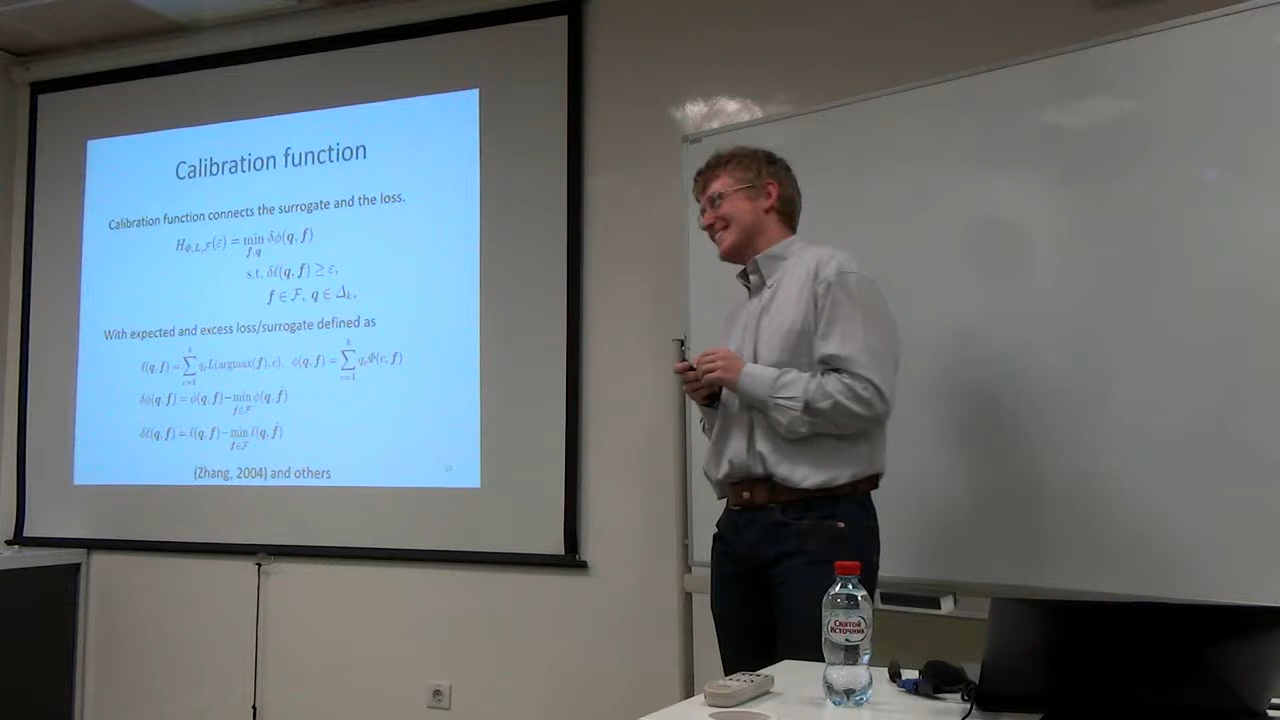 Calibration function
Calibration function connects the surrogate and the loss.
H_{Φ,L,ℱ}(ε) = min_{f,q} δϕ(q, f)
s.t. δℓ(q, f) ≥ ε,
f ∈ ℱ, q ∈ Δ_k,
With expected and excess loss/surrogate defined as
ℓ(q, f) = ∑_{c=1}^{k} q_c L(argmax(f), c), ϕ(q, f) = ∑_{c=1}^{k} q_c Φ(c, f)
δϕ(q, f) = ϕ(q, f) − min_{f̂∈ℱ} ϕ(q, f̂)
δℓ(q, f) = ℓ(q, f) − min_{f̂∈ℱ} ℓ(q, f̂)
(Zhang, 2004) and others
Святой
Источник